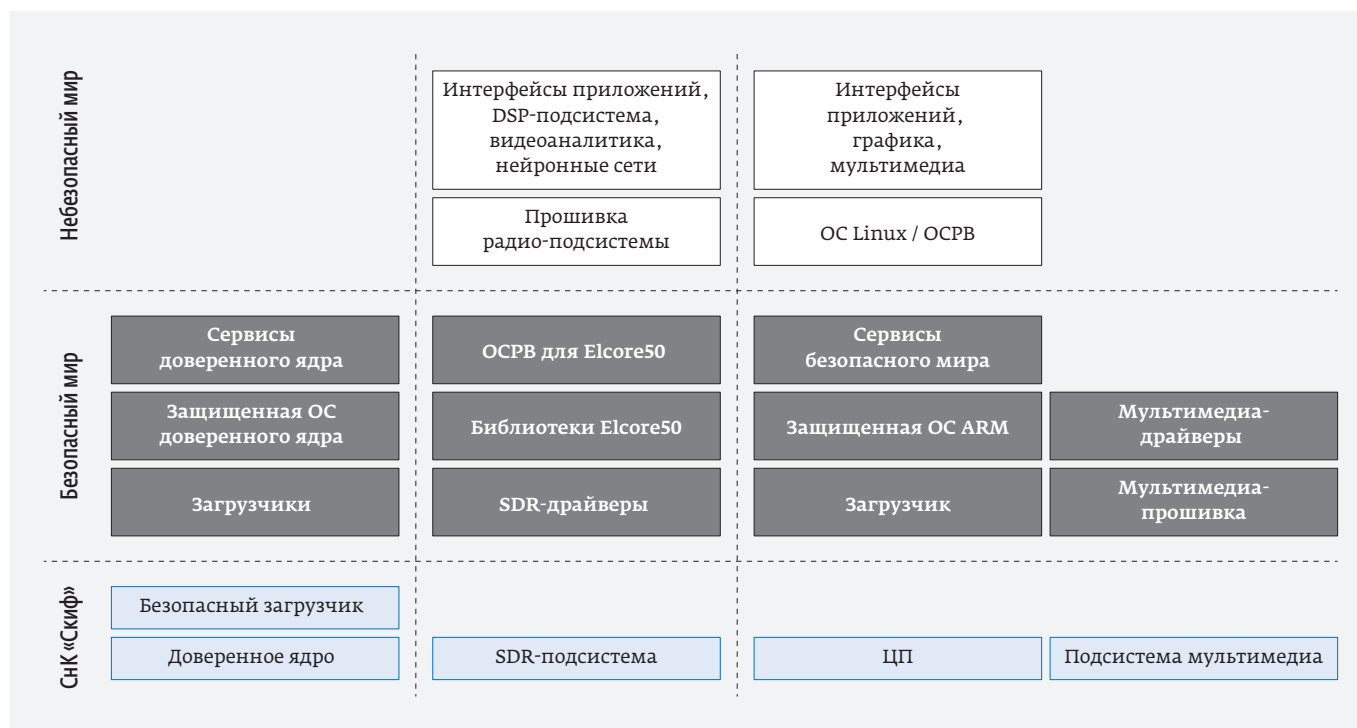 Небезопасный мир
Интерфейсы приложений,
DSP-подсистема,
видеоаналитика,
нейронные сети
Интерфейсы
приложений,
графика,
мультимедиа
Прошивка
радио-подсистемы
ОС Linux / ОСРВ
Безопасный мир
Сервисы
доверенного ядра
ОСРВ для Elcore50
Сервисы
безопасного мира
Защищенная ОС
доверенного ядра
Библиотеки Elcore50
Защищенная ОС ARM
Мультимедиа-
драйверы
Загрузчики
SDR-драйверы
Загрузчик
Мультимедиа-
прошивка
СнК «Скиф»
Безопасный загрузчик
Доверенное ядро
SDR-подсистема
ЦП
Подсистема мультимедиа